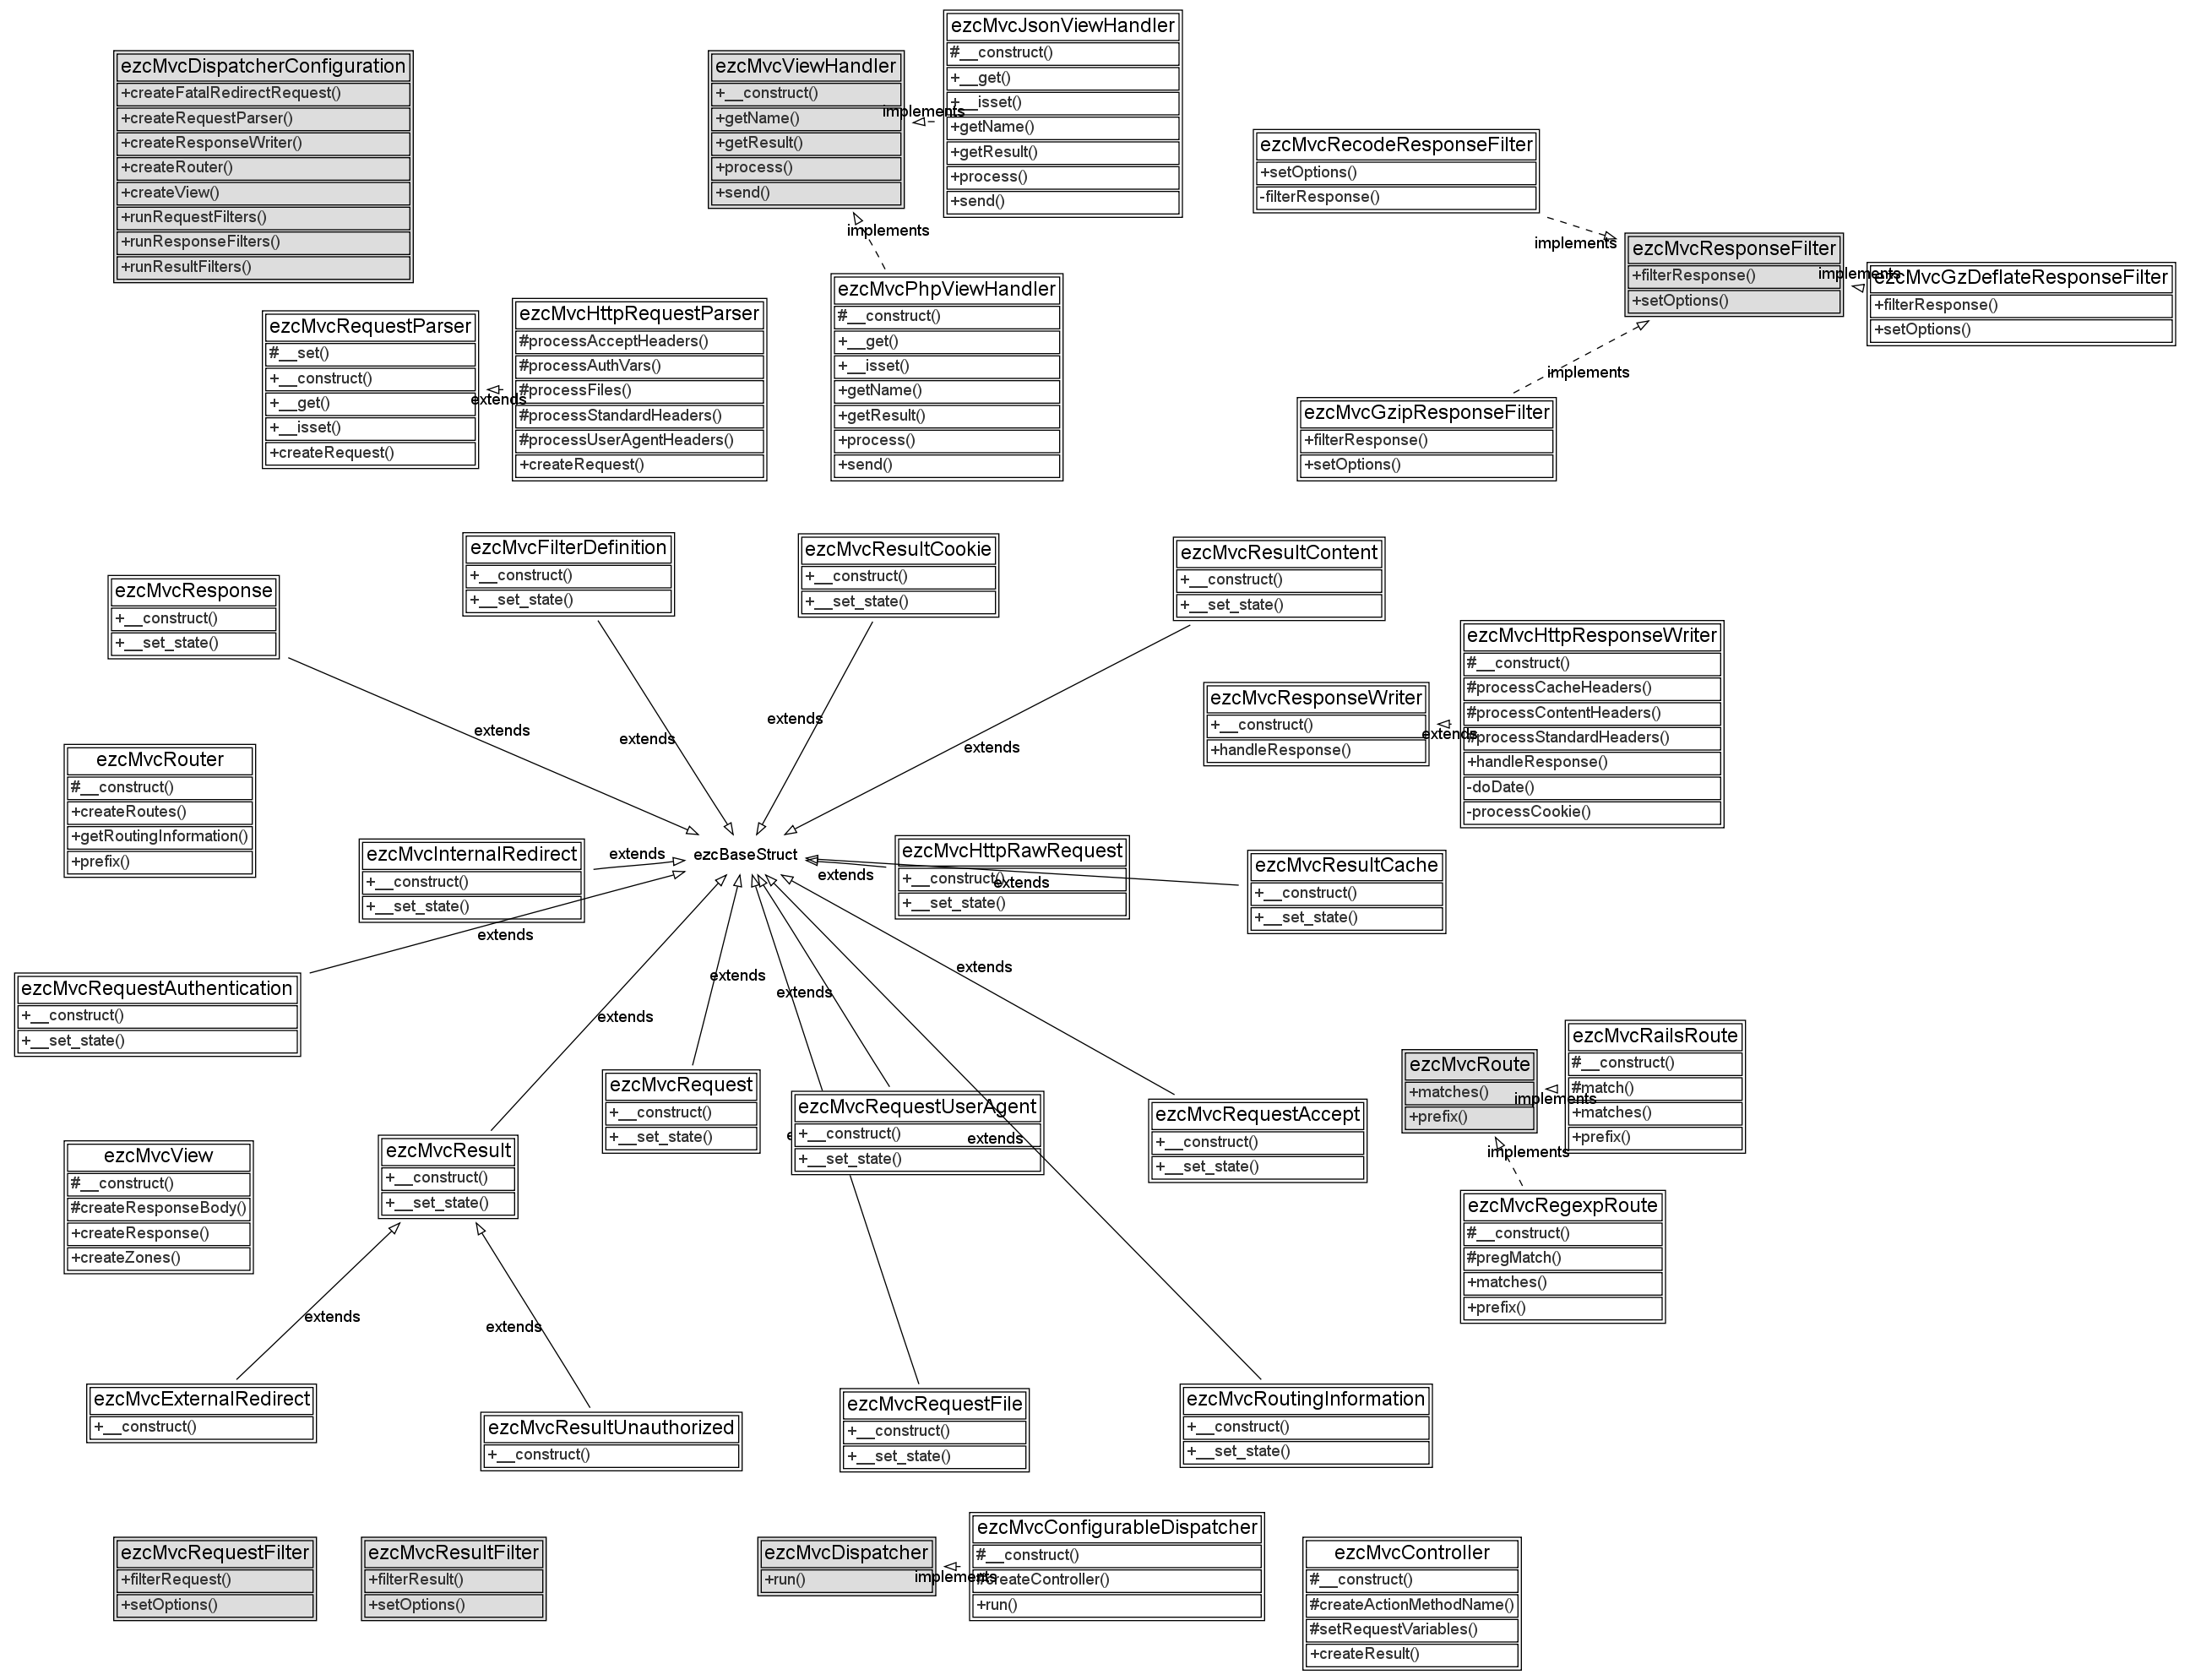 ezcMvcDispatcherConfiguration
+createFatalRedirectRequest()
+createRequestParser()
+createResponseWriter()
+createRouter()
+createView()
+runRequestFilters()
+runResponseFilters()
+runResultFilters()
ezcMvcViewHandler
+__construct()
+getName()
+getResult()
+process()
+send()
implements
ezcMvcJsonViewHandler
#__construct()
+__get()
+__isset()
+getName()
+getResult()
+process()
+send()
implements
ezcMvcPhpViewHandler
#__construct()
+__get()
+__isset()
+getName()
+getResult()
+process()
+send()
ezcMvcRecodeResponseFilter
+setOptions()
-filterResponse()
implements
ezcMvcResponseFilter
+filterResponse()
+setOptions()
implements
ezcMvcGzDeflateResponseFilter
+filterResponse()
+setOptions()
implements
ezcMvcGzipResponseFilter
+filterResponse()
+setOptions()
ezcMvcRequestParser
#__set()
+__construct()
+__get()
+__isset()
+createRequest()
extends
ezcMvcHttpRequestParser
#processAcceptHeaders()
#processAuthVars()
#processFiles()
#processStandardHeaders()
#processUserAgentHeaders()
+createRequest()
ezcMvcResponse
+__construct()
+__set_state()
extends
ezcMvcFilterDefinition
+__construct()
+__set_state()
extends
ezcMvcResultCookie
+__construct()
+__set_state()
extends
ezcMvcResultContent
+__construct()
+__set_state()
extends
ezcMvcResponseWriter
+__construct()
+handleResponse()
extends
ezcMvcHttpResponseWriter
#__construct()
#processCacheHeaders()
#processContentHeaders()
#processStandardHeaders()
+handleResponse()
-doDate()
-processCookie()
ezcMvcRouter
#__construct()
+createRoutes()
+getRoutingInformation()
+prefix()
ezcMvcInternalRedirect
+__construct()
+__set_state()
extends
ezcBaseStruct
extends
ezcMvcHttpRawRequest
+__construct()
+__set_state()
extends
ezcMvcResultCache
+__construct()
+__set_state()
extends
ezcMvcRequestAuthentication
+__construct()
+__set_state()
extends
extends
extends
extends
ezcMvcResult
+__construct()
+__set_state()
ezcMvcRequest
+__construct()
+__set_state()
ezcMvcRequestUserAgent
+__construct()
+__set_state()
extends
ezcMvcRequestAccept
+__construct()
+__set_state()
ezcMvcRoute
+matches()
+prefix()
implements
ezcMvcRailsRoute
#__construct()
#match()
+matches()
+prefix()
implements
ezcMvcRegexpRoute
#__construct()
#pregMatch()
+matches()
+prefix()
ezcMvcView
#__construct()
#createResponseBody()
+createResponse()
+createZones()
extends
extends
ezcMvcExternalRedirect
+__construct()
ezcMvcResultUnauthorized
+__construct()
ezcMvcRequestFile
+__construct()
+__set_state()
ezcMvcRoutingInformation
+__construct()
+__set_state()
ezcMvcRequestFilter
+filterRequest()
+setOptions()
ezcMvcResultFilter
+filterResult()
+setOptions()
ezcMvcDispatcher
+run()
implements
ezcMvcConfigurableDispatcher
#__construct()
#createController()
+run()
ezcMvcController
#__construct()
#createActionMethodName()
#setRequestVariables()
+createResult()